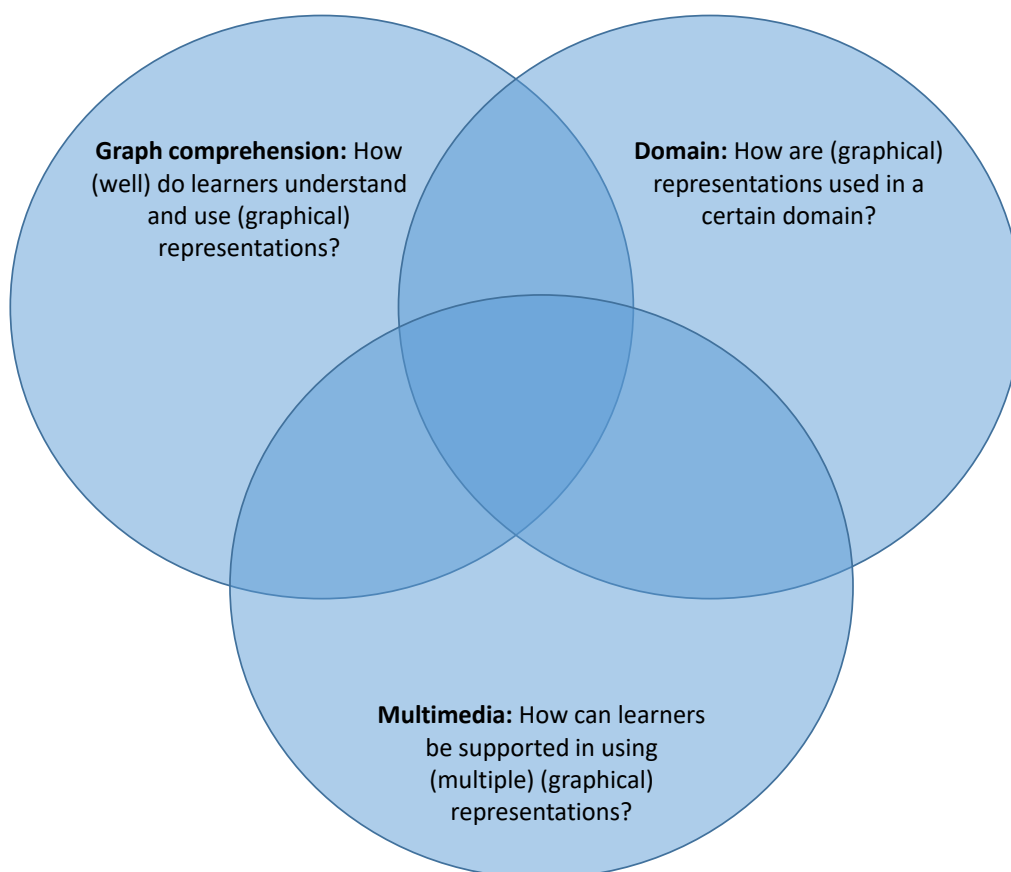 Graph comprehension: How
(well) do learners understand
and use (graphical)
representations?
Domain: How are (graphical)
representations used in a
certain domain?
Multimedia: How can learners
be supported in using
(multiple) (graphical)
representations?